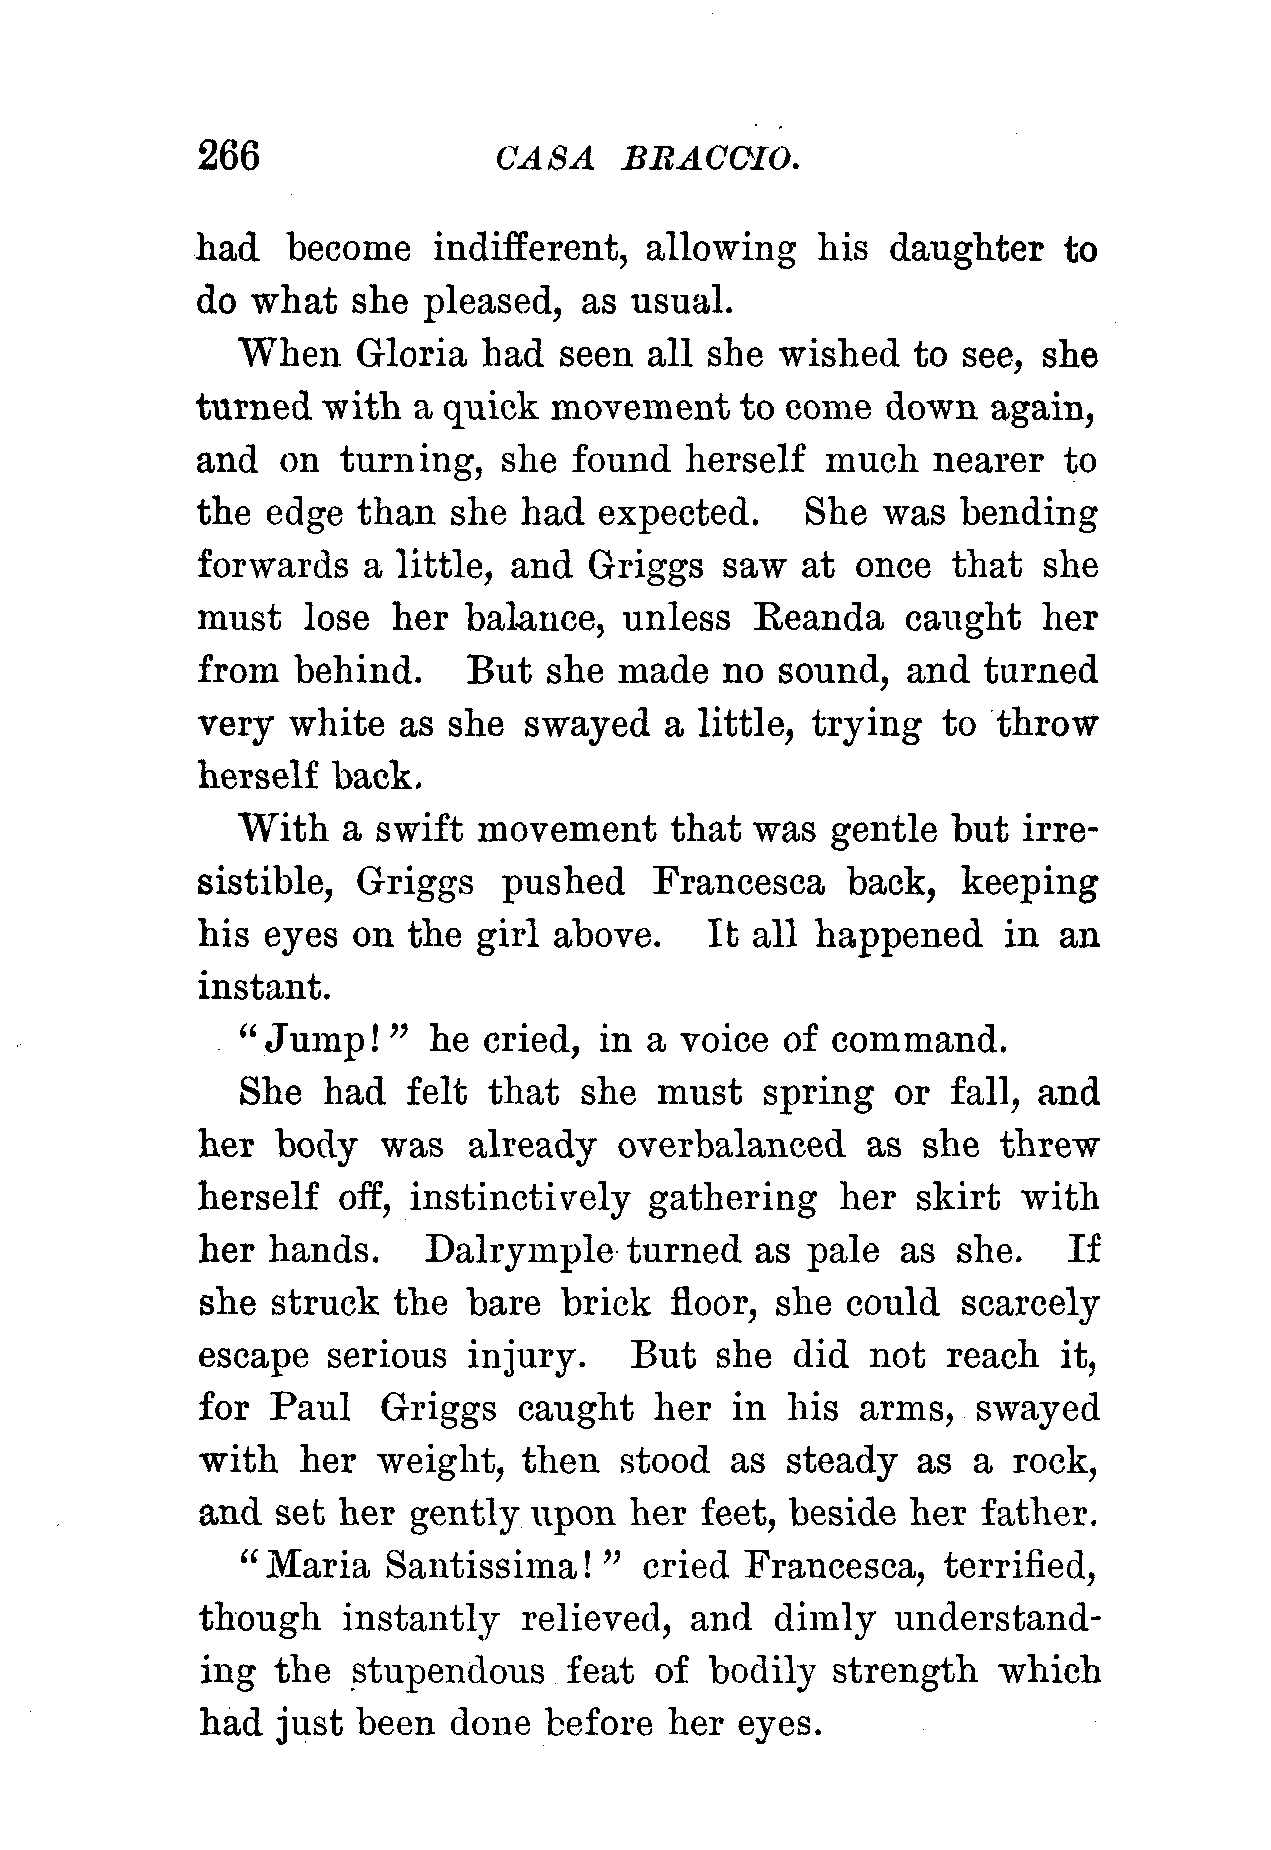 266 CASA BRACCIO.
had become indifferent, allowing his daughter to
do what she pleased, as usual.
When Gloria had seen all she wished to see, she
turned with a quick movement to come down again,
and on turning, she found herself much nearer to
the edge than she had expected. She was bending
forwards a little, and Griggs saw at once that she
must lose her balance, unless Reanda caught her
from behind. But she made no sound, and turned
very white as she swayed a little, trying to throw
herself back.
With a swift movement that was gentle but irre-
sistible, Griggs pushed Francesca back, keeping
his eyes on the girl above. It all happened in an
instant.
“Jump!” he cried, in a voice of command.
She had felt that she must spring or fall, and
her body was already overbalanced as she threw
herself off, instinctively gathering her skirt with
her hands. Dalrymple turned as pale as she. If
she struck the bare brick floor, she could scarcely
escape serious injury. But she did not reach it,
for Paul Griggs caught her in his arms, swayed
with her weight, then stood as steady as a rock,
and set her gently upon her feet, beside her father.
“Maria Santissima!” cried Francesca, terrified,
though instantly relieved, and dimly understand-
ing the stupendous feat of bodily strength which
had just been done before her eyes.